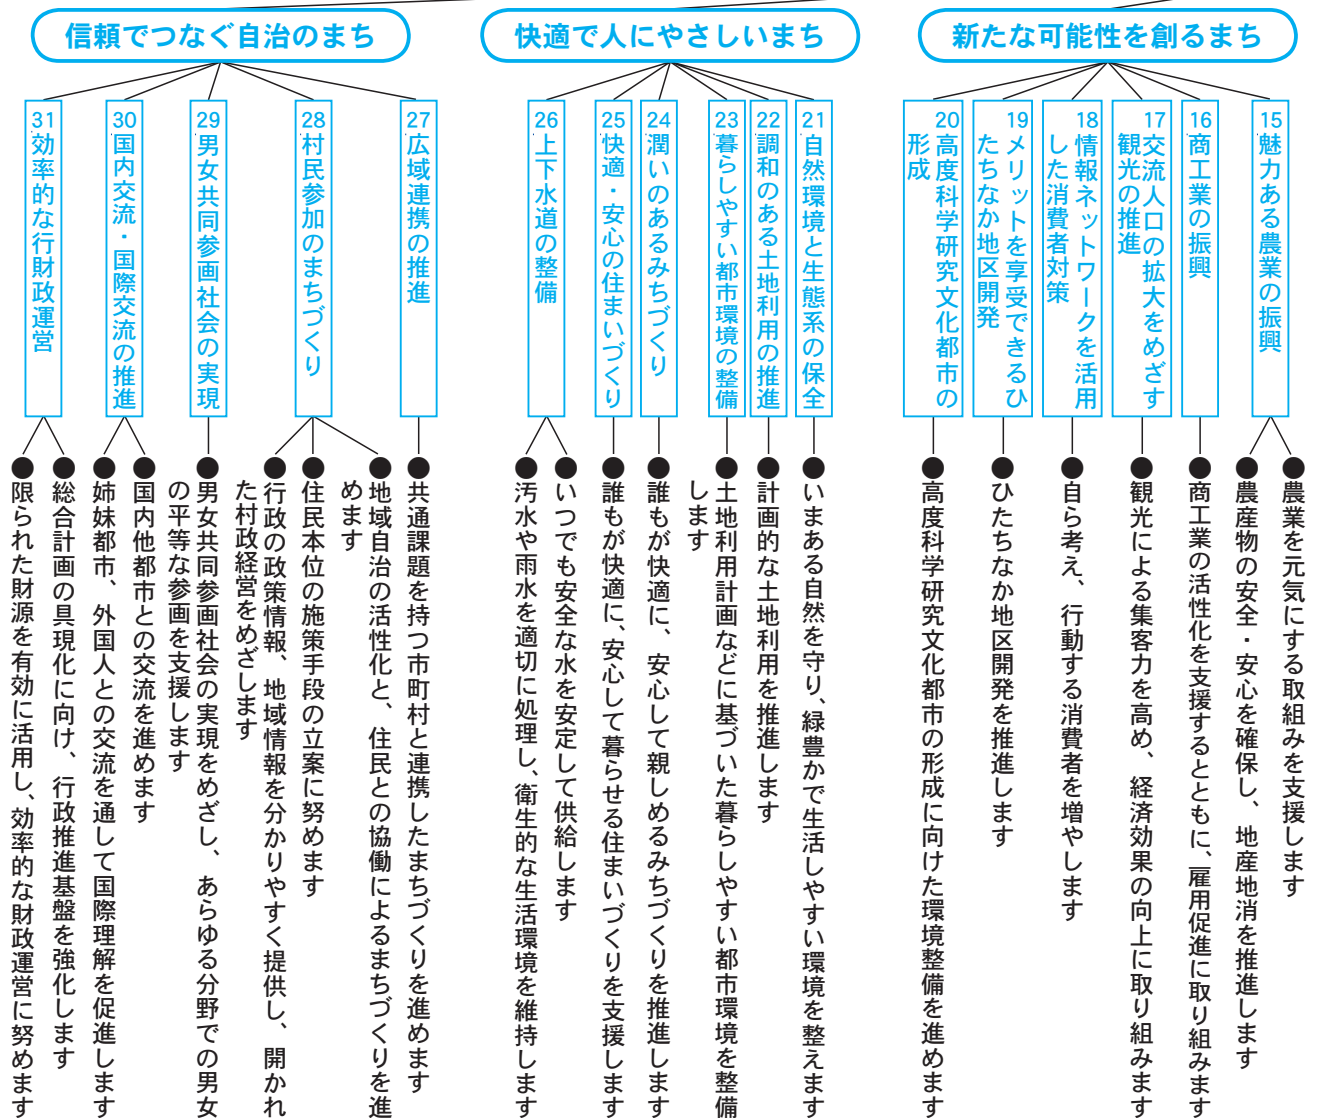 新たな可能性を創るまち
15
魅力ある農業の振興
●農業を元気にする取組みを支援します
●農産物の安全・安心を確保し、地産地消を推進します
16
商工業の振興
●商工業の活性化を支援するとともに、雇用促進に取り組みます
17
交流人口の拡大をめざす
観光の推進
●観光による集客力を高め、経済効果の向上に取り組みます
18
情報ネットワークを活用
した消費者対策
●自ら考え、行動する消費者を増やします
19
メリットを享受できるひ
たちなか地区開発
●ひたちなか地区開発を推進します
20
高度科学研究文化都市の
形成
●高度科学研究文化都市の形成に向けた環境整備を進めます
快適で人にやさしいまち
21
自然環境と生態系の保全
●いまある自然を守り、緑豊かで生活しやすい環境を整えます
22
調和のある土地利用の推進
●計画的な土地利用を推進します
23
暮らしやすい都市環境の整備
●土地利用計画などに基づいた暮らしやすい都市環境を整備
します
24
潤いのあるみちづくり
●誰もが快適に、安心して親しめるみちづくりを推進します
25
快適・安心の住まいづくり
●誰もが快適に、安心して暮らせる住まいづくりを支援します
26
上下水道の整備
●いつでも安全な水を安定して供給します
●汚水や雨水を適切に処理し、衛生的な生活環境を維持します
信頼でつなぐ自治のまち
27
広域連携の推進
●共通課題を持つ市町村と連携したまちづくりを進めます
28
村民参加のまちづくり
●地域自治の活性化と、住民との協働によるまちづくりを進
めます
●住民本位の施策手段の立案に努めます
●行政の政策情報、地域情報を分かりやすく提供し、開かれ
た村政経営をめざします
29
男女共同参画社会の実現
●男女共同参画社会の実現をめざし、あらゆる分野での男女
の平等な参画を支援します
30
国内交流・国際交流の推進
●国内他都市との交流を進めます
●姉妹都市、外国人との交流を通して国際理解を促進します
31
効率的な行財政運営
●総合計画の具現化に向け、行政推進基盤を強化します
●限られた財源を有効に活用し、効率的な財政運営に努めます